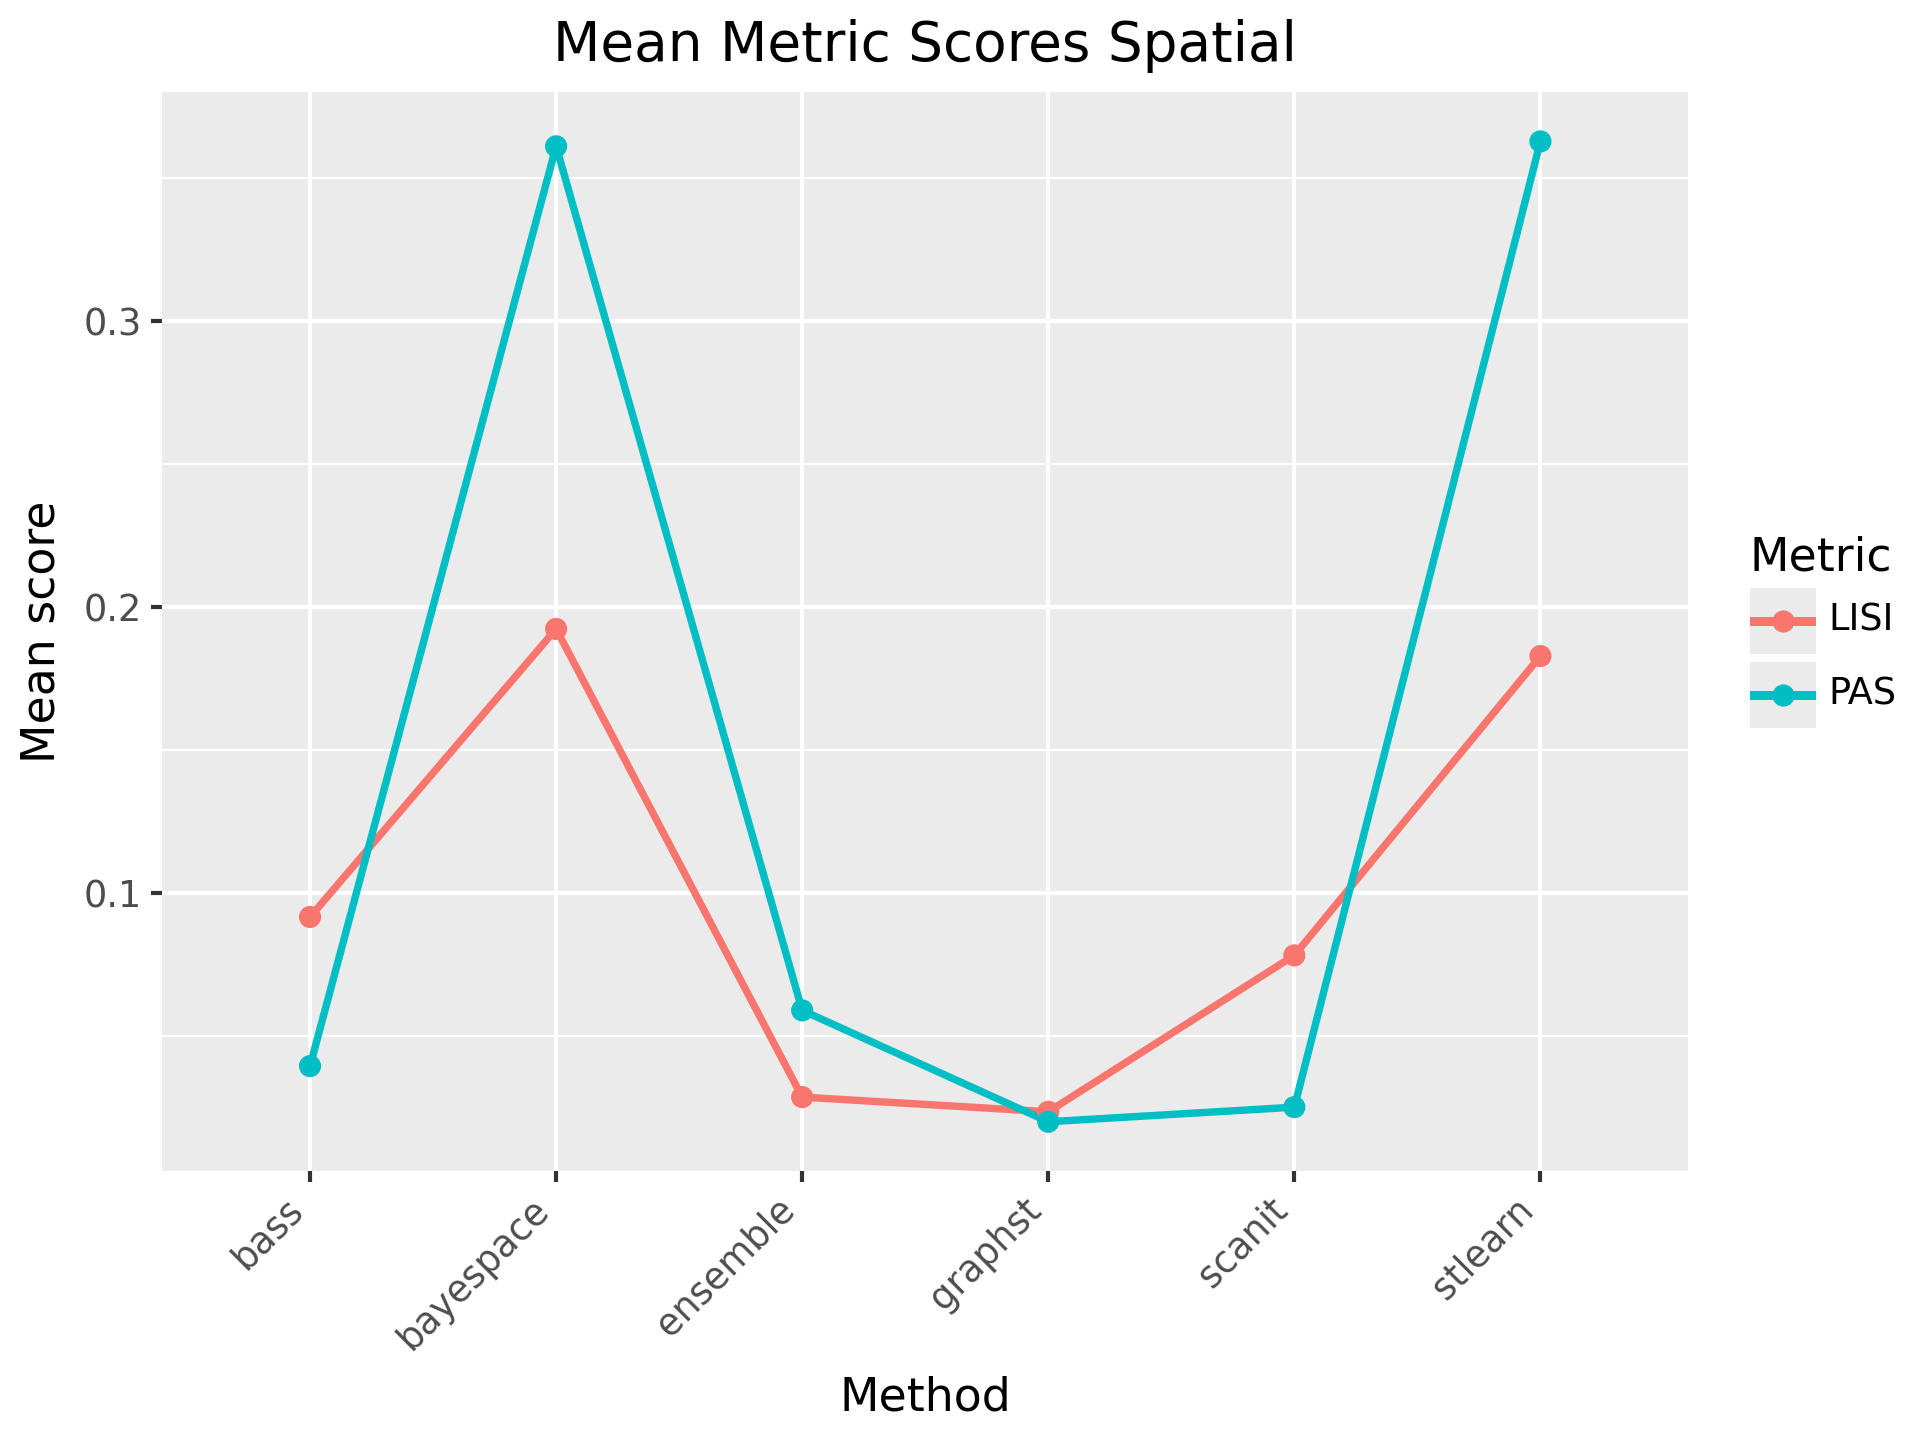 Mean Metric Scores Spatial
Mean score
0.3
0.2
0.1
bass
bayespace
ensemble
graphst
scanit
stlearn
Method
Metric
LISI
PAS